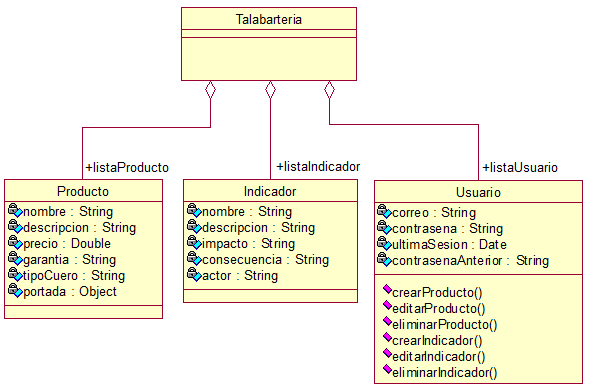 Talabarteria
+listaProducto
+listaIndicador
+listaUsuario
Producto
nombre : String
descripcion : String
precio : Double
garantia : String
tipoCuero : String
portada : Object
Indicador
nombre : String
descripcion : String
impacto : String
consecuencia : String
actor : String
Usuario
correo : String
contrasena : String
ultimaSesion : Date
contrasenaAnterior : String
crearProducto()
editarProducto()
eliminarProducto()
crearIndicador()
editarIndicador()
eliminarIndicador()